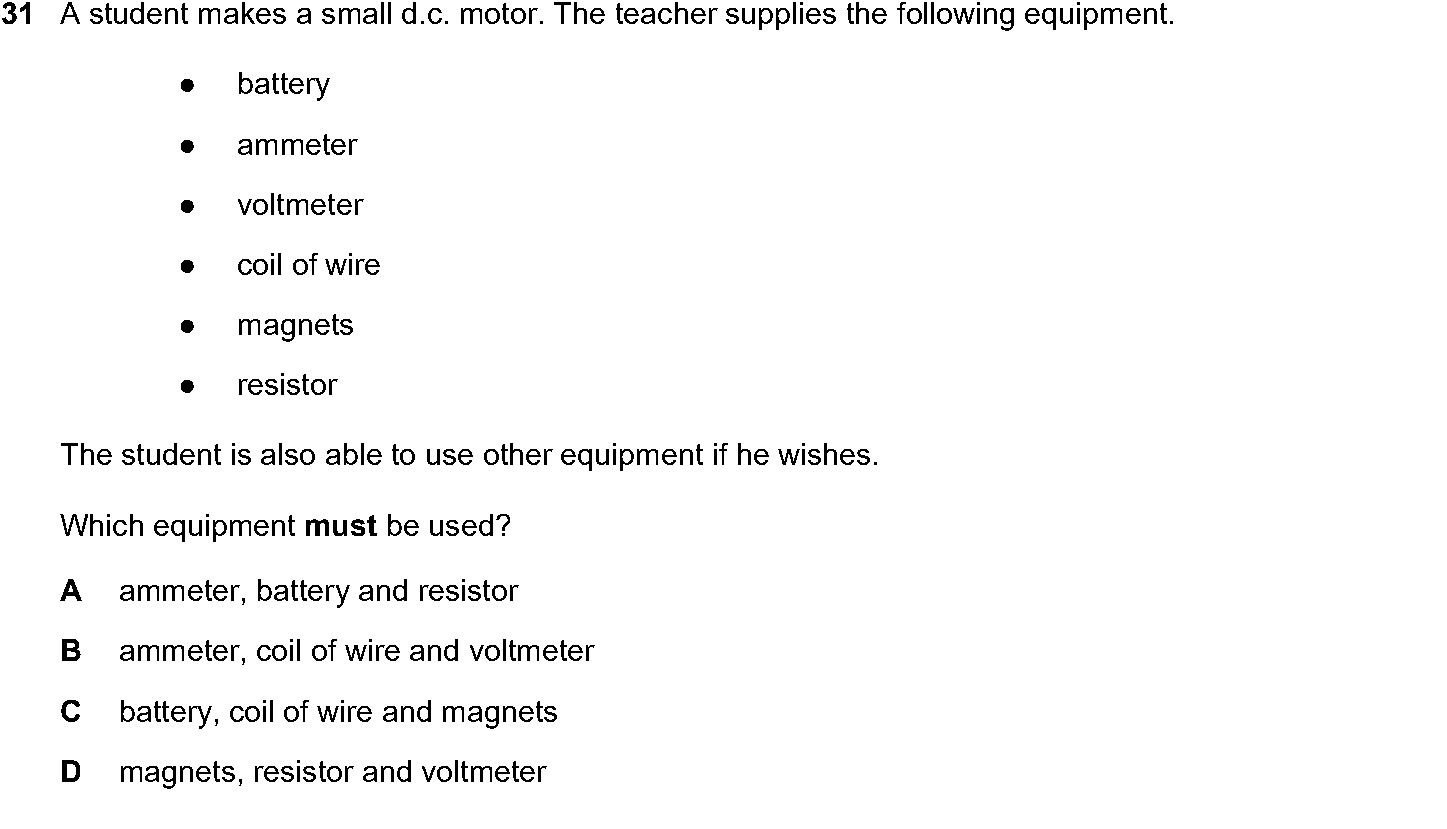 31 A student makes a small d.c. motor. The teacher supplies the following equipment.
● battery
● ammeter
● voltmeter
● coil of wire
● magnets
● resistor
The student is also able to use other equipment if he wishes.
Which equipment must be used?
A ammeter, battery and resistor
B ammeter, coil of wire and voltmeter
C battery, coil of wire and magnets
D magnets, resistor and voltmeter